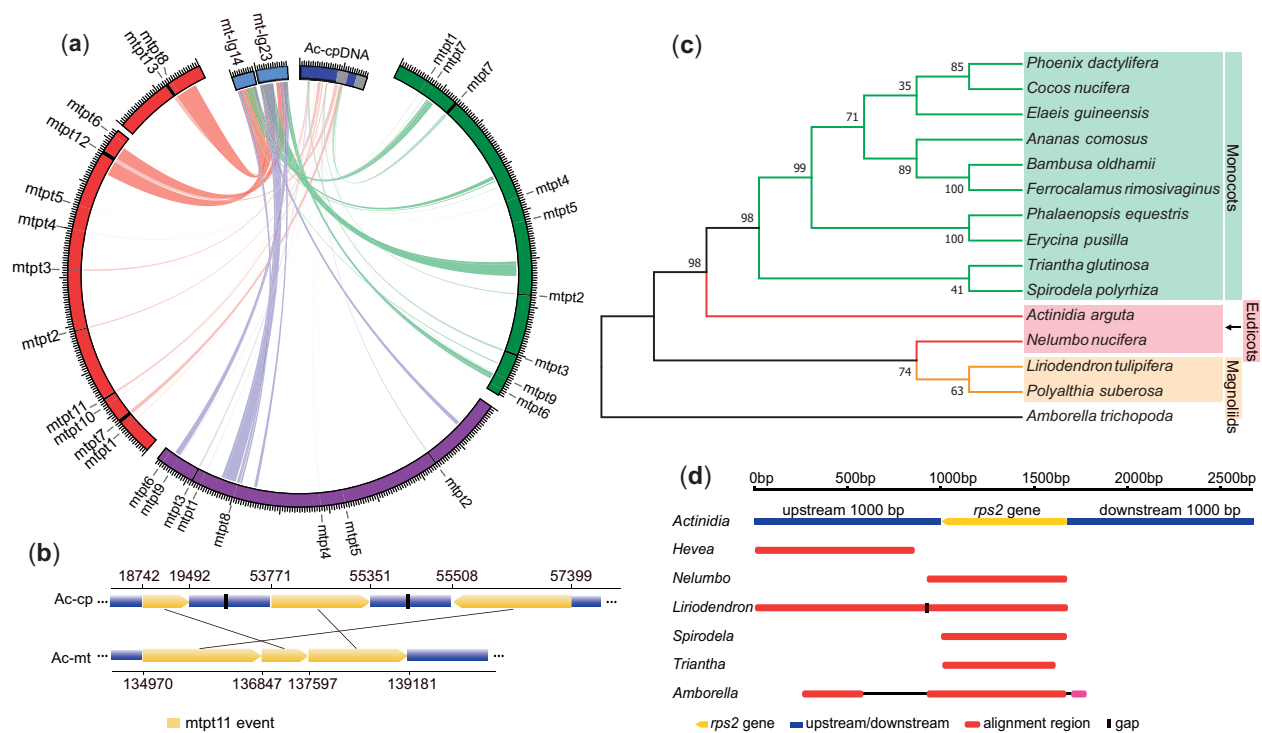 (a)
mt-lg14
mt-lg23
Ac-cpDNA
mtpt8
mtpt13
mtpt6
mtpt12
mtpt5
mtpt4
mtpt3
mtpt2
mtpt11
mtpt10
mtpt7
mtpt1
mtpt1
mtpt7
mtpt7
mtpt4
mtpt5
mtpt2
mtpt3
mtpt9
mtpt6
mtpt2
mtpt5
mtpt4
mtpt8
mtpt1
mtpt3
mtpt9
mtpt6
(b)
18742 19492 53771 55351 55508 57399
Ac-cp ... ...
Ac-mt ... ...
134970 136847 137597 139181
mtpt11 event
(c)
Phoenix dactylifera
Cocos nucifera
Elaeis guineensis
Ananas comosus
Bambusa oldhamii
Ferrocalamus rimosivaginus
Phalaenopsis equestris
Erycina pusilla
Triantha glutinosa
Spirodela polyrhiza
Actinidia arguta
Nelumbo nucifera
Liriodendron tulipifera
Polyalthia suberosa
Amborella trichopoda
85
35
71
89
100
99
100
98
41
98
74
63
Monocots
Eudicots
Magnoliids
(d)
0bp 500bp 1000bp 1500bp 2000bp 2500bp
Actinidia upstream 1000 bp rps2 gene downstream 1000 bp
Hevea
Nelumbo
Liriodendron
Spirodela
Triantha
Amborella
rps2 gene upstream/downstream alignment region gap